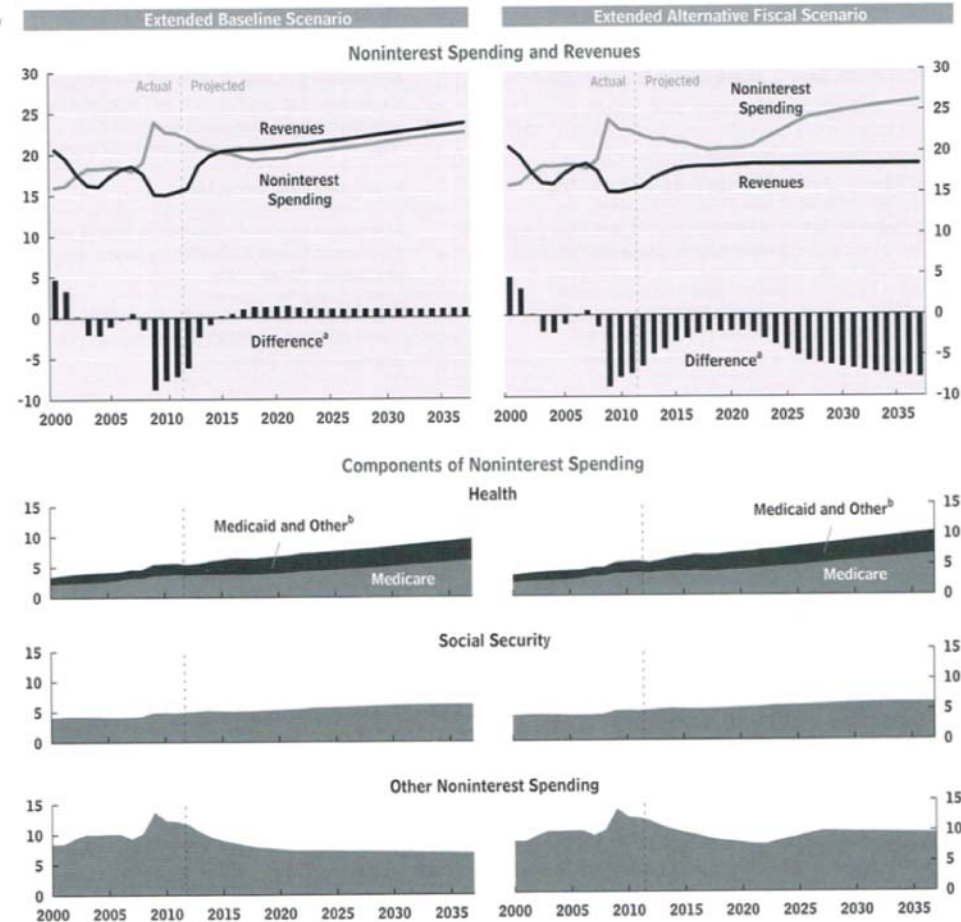 Extended Baseline Scenario
Extended Alternative Fiscal Scenario
Noninterest Spending and Revenues
30
25
20
15
10
5
0
-5
-10
Actual Projected
Revenues
Noninterest
Spending
Differenceᵃ
2000 2005 2010 2015 2020 2025 2030 2035
Actual Projected
Noninterest
Spending
Revenues
Differenceᵃ
30
25
20
15
10
5
0
-5
-10
2000 2005 2010 2015 2020 2025 2030 2035
Components of Noninterest Spending
Health
15
10
5
0
Medicaid and Otherᵇ
Medicare
Medicaid and Otherᵇ
Medicare
15
10
5
0
Social Security
15
10
5
0
15
10
5
0
Other Noninterest Spending
15
10
5
0
2000 2005 2010 2015 2020 2025 2030 2035
15
10
5
0
2000 2005 2010 2015 2020 2025 2030 2035